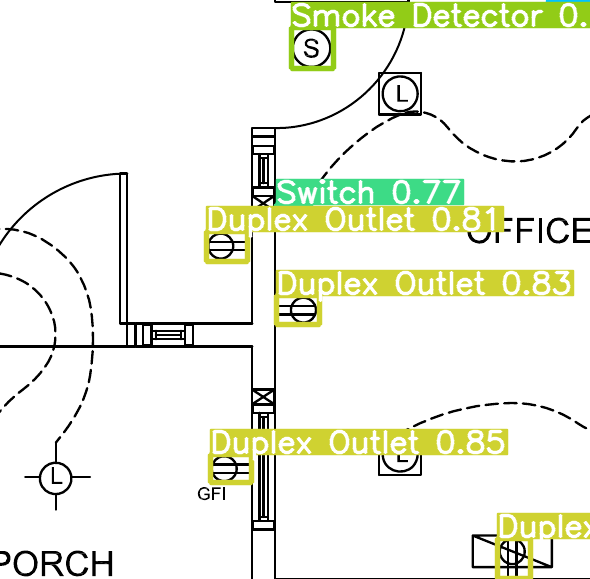 Smoke Detector 0.
S
L
Switch 0.77
Duplex Outlet 0.81
OFFICE
Duplex Outlet 0.83
Duplex Outlet 0.85
L
L
GFI
Duplex
PORCH